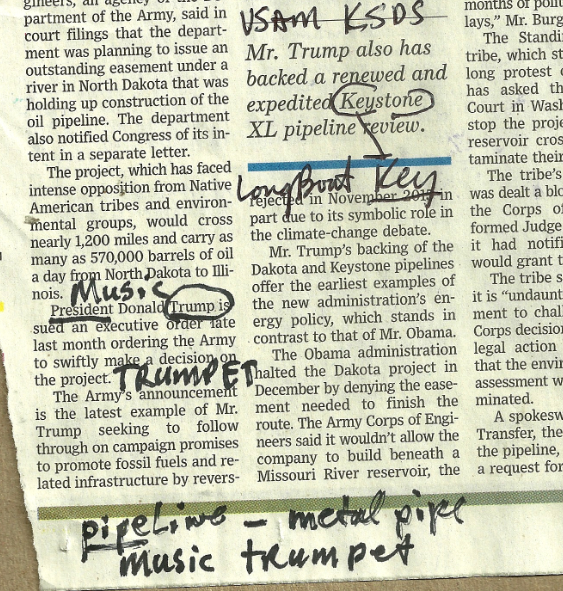 gineers, an agency of the De-
partment of the Army, said in
court filings that the depart-
ment was planning to issue an
outstanding easement under a
river in North Dakota that was
holding up construction of the
oil pipeline. The department
also notified Congress of its in-
tent in a separate letter.
The project, which has faced
intense opposition from Native
American tribes and environ-
mental groups, would cross
nearly 1,200 miles and carry as
many as 570,000 barrels of oil
a day from North Dakota to Illi-
nois. Music
President Donald Trump is
sued an executive order late
last month ordering the Army
to swiftly make a decision on
the project. TRUMPET
The Army's announcement
is the latest example of Mr.
Trump seeking to follow
through on campaign promises
to promote fossil fuels and re-
lated infrastructure by revers-
USAM KSDS
Mr. Trump also has
backed a renewed and
expedited Keystone
XL pipeline review.
LongBoat Key
rejected in November 2015 in
part due to its symbolic role in
the climate-change debate.
Mr. Trump's backing of the
Dakota and Keystone pipelines
offer the earliest examples of
the new administration's en-
ergy policy, which stands in
contrast to that of Mr. Obama.
The Obama administration
halted the Dakota project in
December by denying the ease-
ment needed to finish the
route. The Army Corps of Engi-
neers said it wouldn't allow the
company to build beneath a
Missouri River reservoir, the
months of
lays," Mr. Burg
The Standi
tribe, which st
long protest
has asked th
Court in Wash
stop the proje
reservoir cros
taminate their
The tribe's
was dealt a blo
the Corps of
formed Judge
it had notifi
would grant t
The tribe s
it is "undaunt
ment to chall
Corps decision
legal action
that the envir
assessment w
minated.
A spokesw
Transfer, the
the pipeline,
a request for
pipeLine – metal pipe
music trumpet